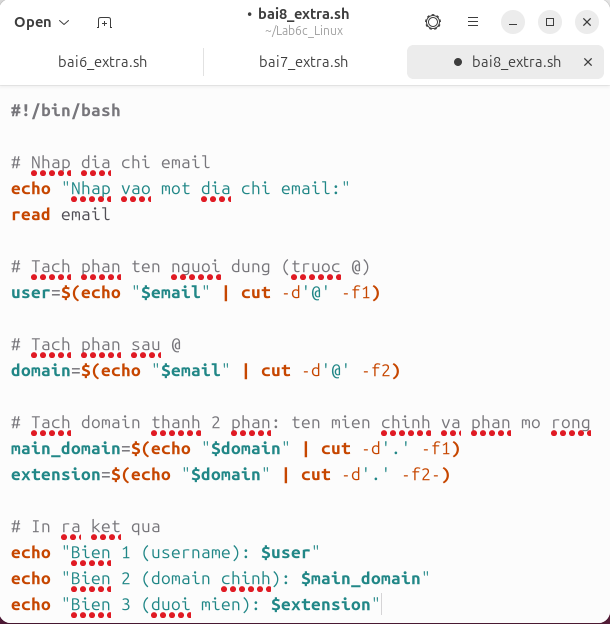 Open
• bai8_extra.sh
~/Lab6c_Linux
bai6_extra.sh
bai7_extra.sh
● bai8_extra.sh
#!/bin/bash
# Nhap dia chi email
echo "Nhap vao mot dia chi email:"
read email
# Tach phan ten nguoi dung (truoc @)
user=$(echo "$email" | cut -d'@' -f1)
# Tach phan sau @
domain=$(echo "$email" | cut -d'@' -f2)
# Tach domain thanh 2 phan: ten mien chinh va phan mo rong
main_domain=$(echo "$domain" | cut -d'.' -f1)
extension=$(echo "$domain" | cut -d'.' -f2-)
# In ra ket qua
echo "Bien 1 (username): $user"
echo "Bien 2 (domain chinh): $main_domain"
echo "Bien 3 (duoi mien): $extension"